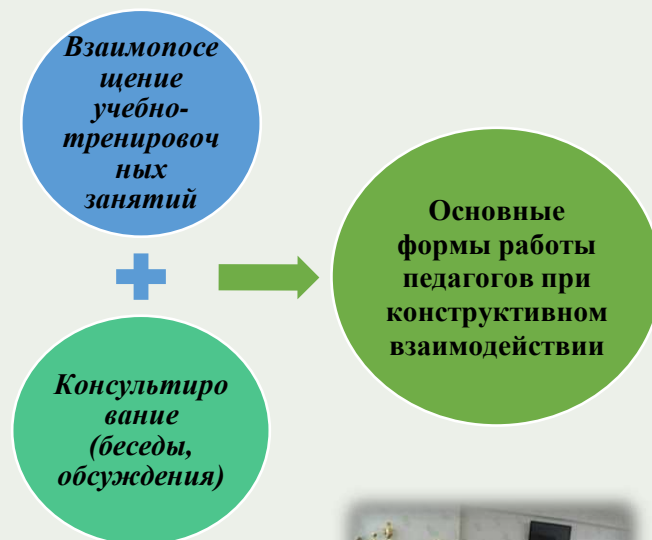 Взаимопосе
щение
учебно-
тренировоч
ных
занятий
Консультиро
вание
(беседы,
обсуждения)
Основные
формы работы
педагогов при
конструктивном
взаимодействии